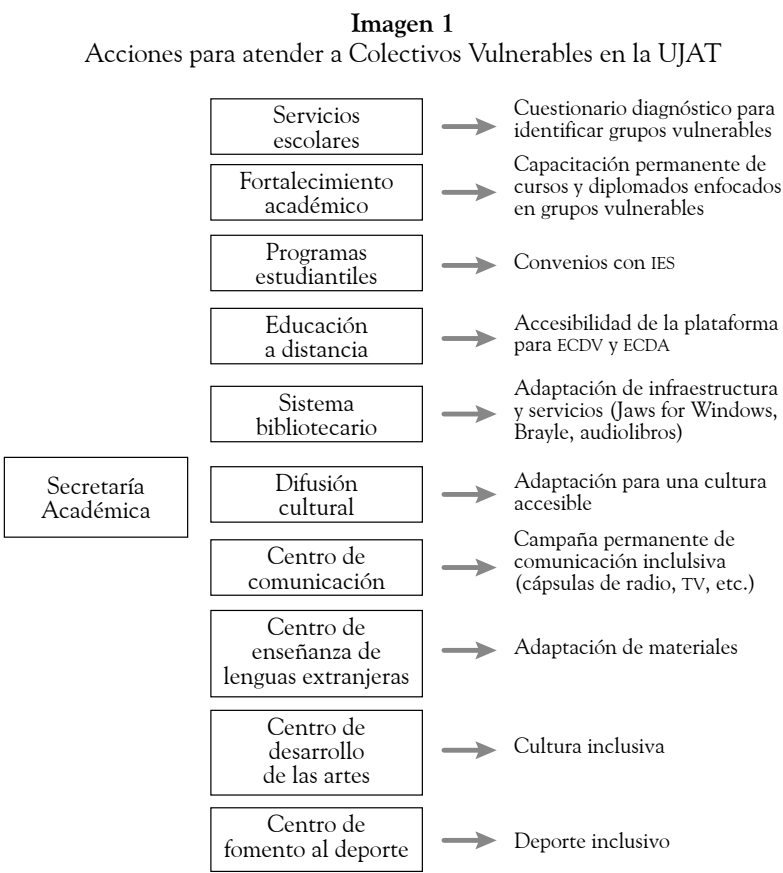 Imagen 1
Acciones para atender a Colectivos Vulnerables en la UJAT
Secretaría
Académica
Servicios
escolares
Cuestionario diagnóstico para
identificar grupos vulnerables
Fortalecimiento
académico
Capacitación permanente de
cursos y diplomados enfocados
en grupos vulnerables
Programas
estudiantiles
Convenios con IES
Educación
a distancia
Accesibilidad de la plataforma
para ECDV y ECDA
Sistema
bibliotecario
Adaptación de infraestructura
y servicios (Jaws for Windows,
Brayle, audiolibros)
Difusión
cultural
Adaptación para una cultura
accesible
Centro de
comunicación
Campaña permanente de
comunicación inclulsiva
(cápsulas de radio, TV, etc.)
Centro de
enseñanza de
lenguas extranjeras
Adaptación de materiales
Centro de
desarrollo
de las artes
Cultura inclusiva
Centro de
fomento al deporte
Deporte inclusivo